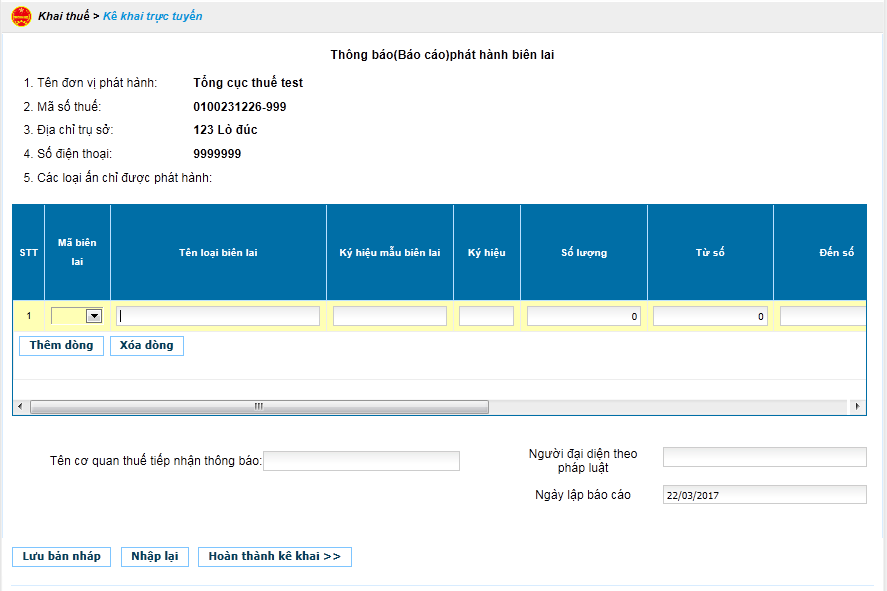 Khai thuế > Kê khai trực tuyến
Thông báo(Báo cáo)phát hành biên lai
1. Tên đơn vị phát hành: Tổng cục thuế test
2. Mã số thuế: 0100231226-999
3. Địa chỉ trụ sở: 123 Lò đúc
4. Số điện thoại: 9999999
5. Các loại ấn chỉ được phát hành:
STT Mã biên lai Tên loại biên lai Ký hiệu mẫu biên lai Ký hiệu Số lượng Từ số Đến số
1 0 0
Thêm dòng Xóa dòng
Tên cơ quan thuế tiếp nhận thông báo: Người đại diện theo
pháp luật
Ngày lập báo cáo 22/03/2017
Lưu bản nháp Nhập lại Hoàn thành kê khai >>